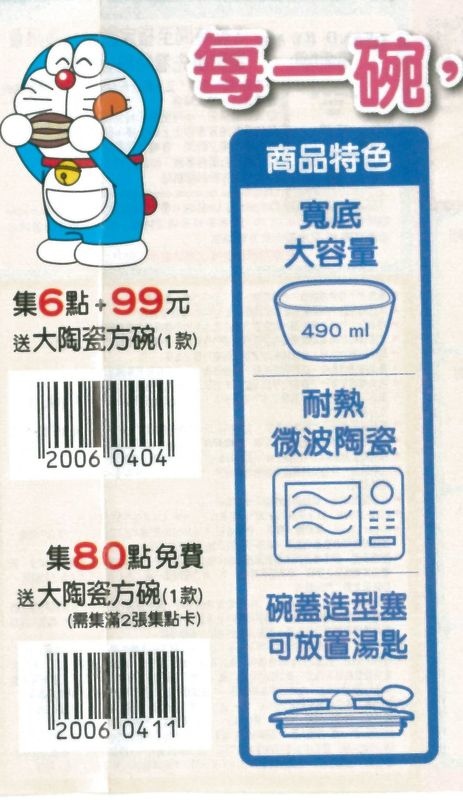 每一碗，
商品特色
寬底
大容量
490 ml
耐熱
微波陶瓷
碗蓋造型塞
可放置湯匙
集6點+99元
送大陶瓷方碗(1款)
2006 0404
集80點免費
送大陶瓷方碗(1款)
(需集滿2張集點卡)
2006 0411